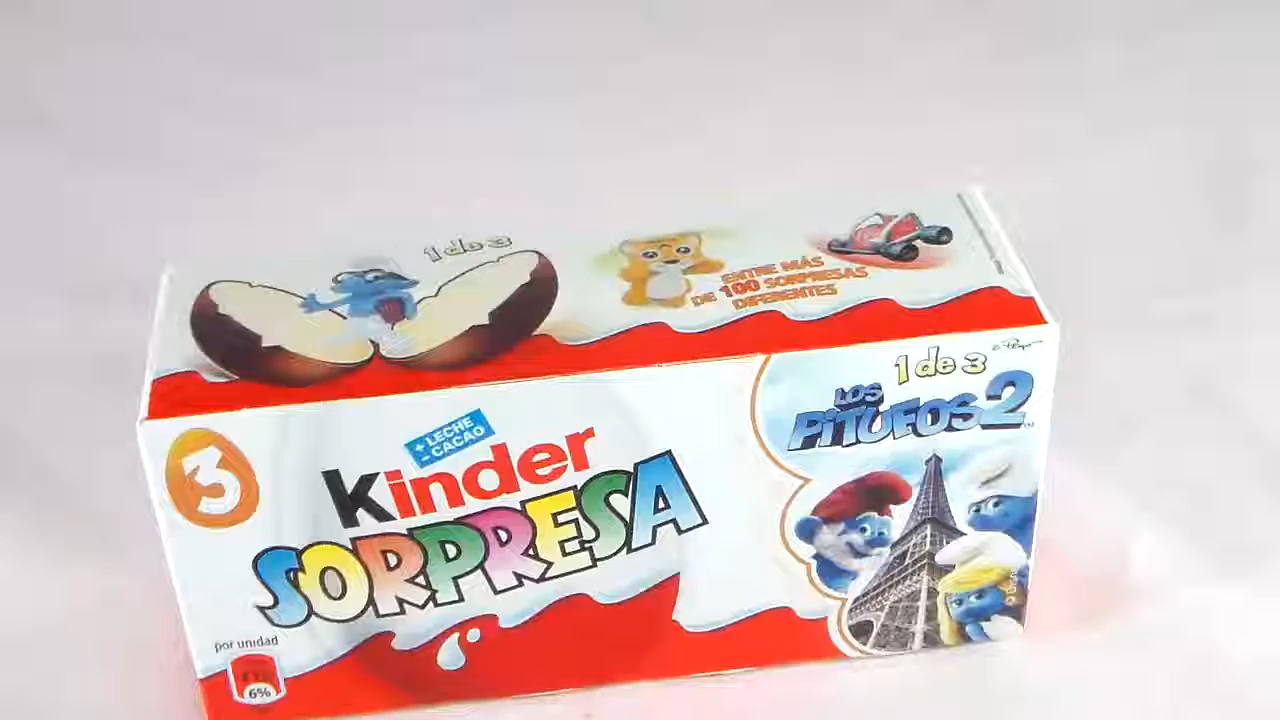 1 de 3
ENTRE MÁS
DE 100 SORPRESAS
DIFERENTES
3
+ LECHE
- CACAO
kinder
SORPRESA
1 de 3
LOS
PITUFOS 2
por unidad
6%